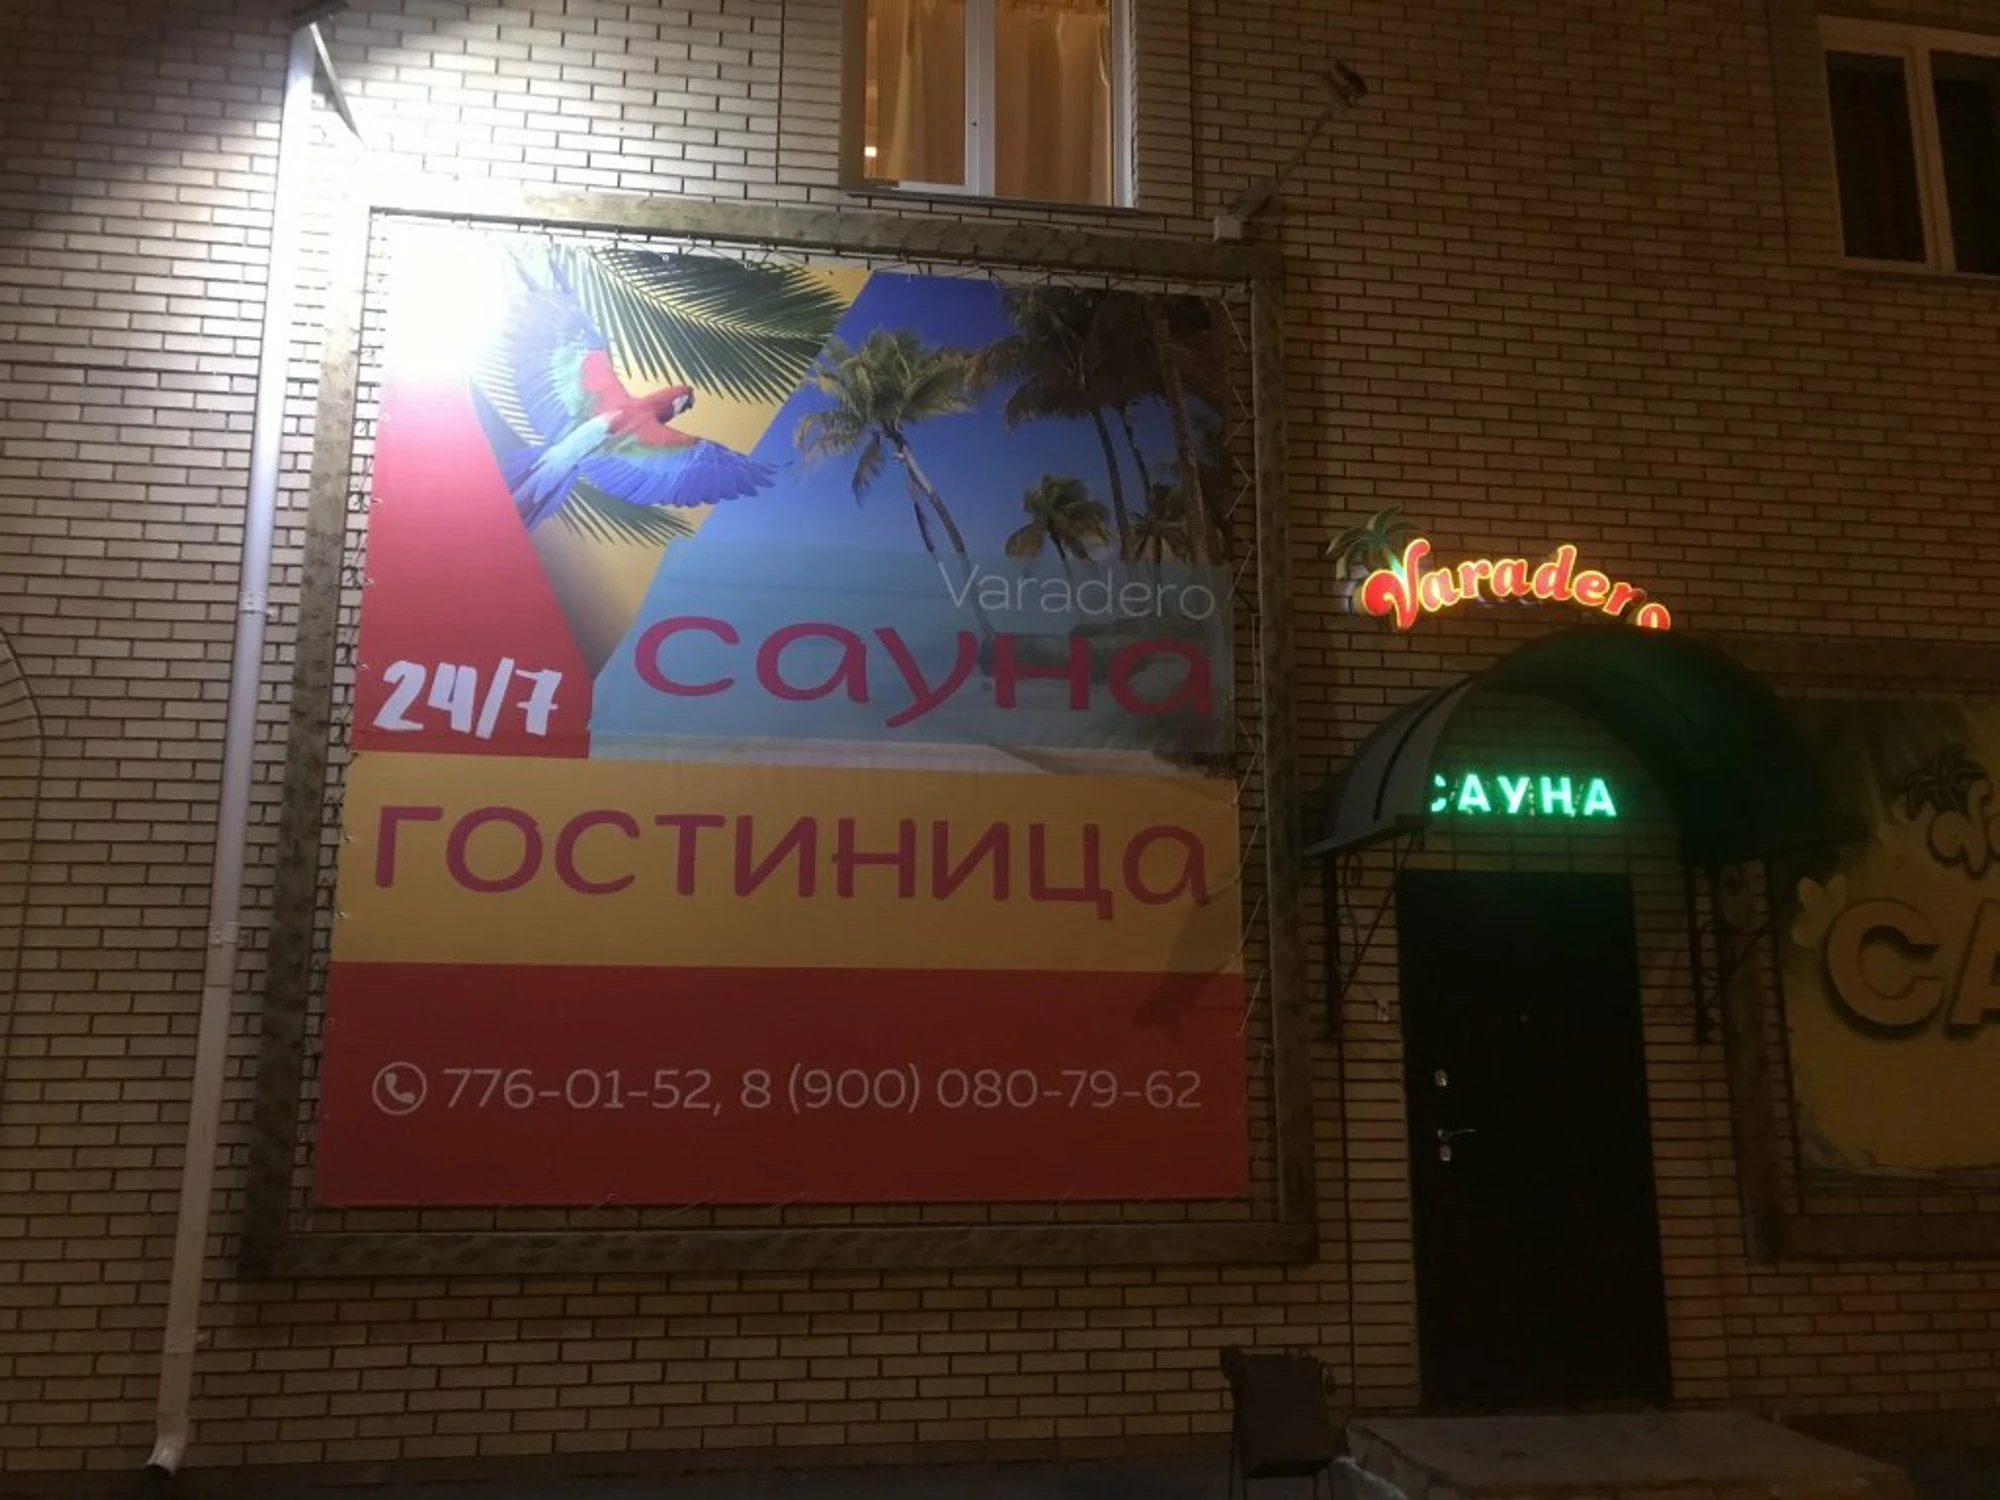 Varadero
сауна
24/7
гостиница
776-01-52, 8 (900) 080-79-62
Varadero
САУНА